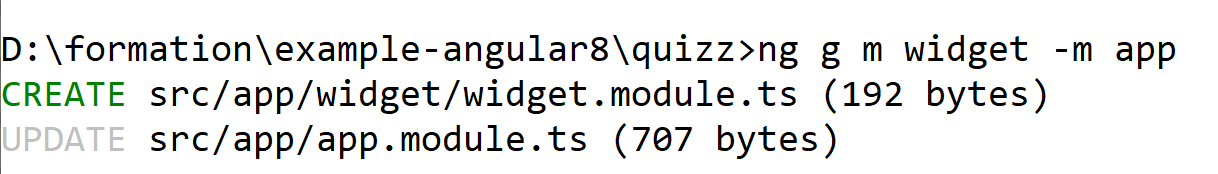 D:\formation\example-angular8\quizz>ng g m widget -m app
CREATE src/app/widget/widget.module.ts (192 bytes)
UPDATE src/app/app.module.ts (707 bytes)